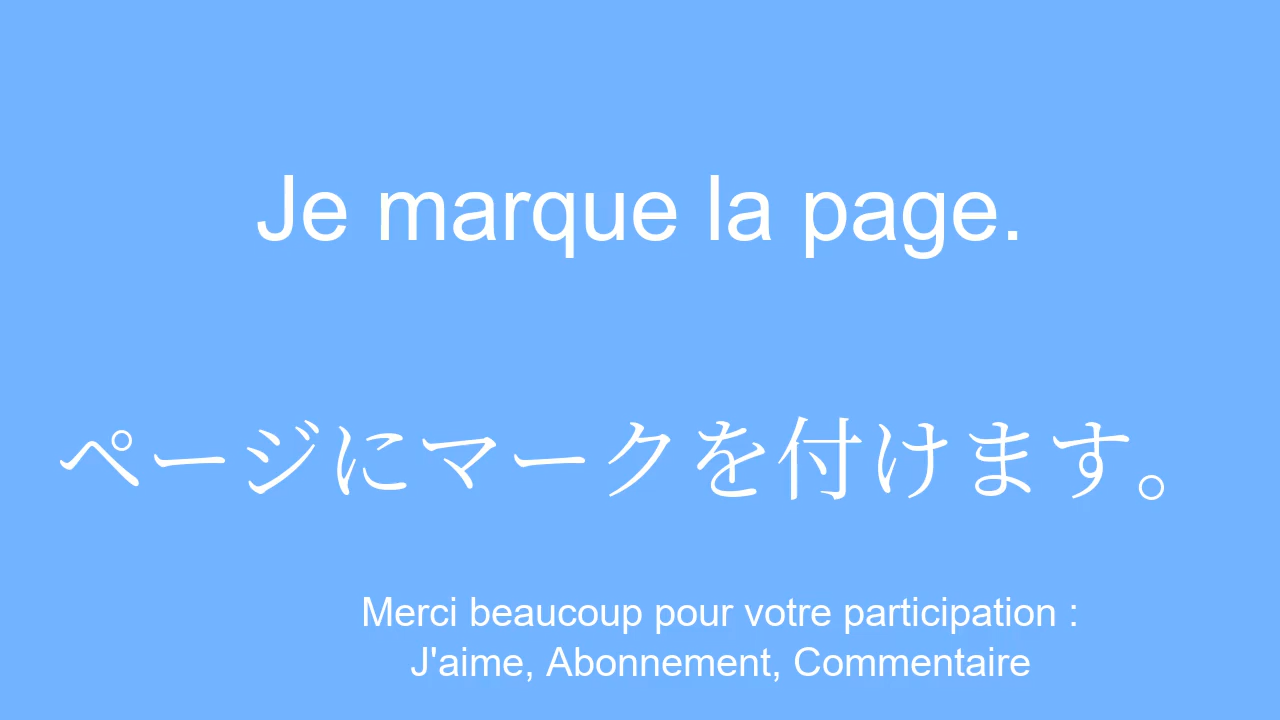 Je marque la page.
ページにマークを付けます。
Merci beaucoup pour votre participation :
J'aime, Abonnement, Commentaire